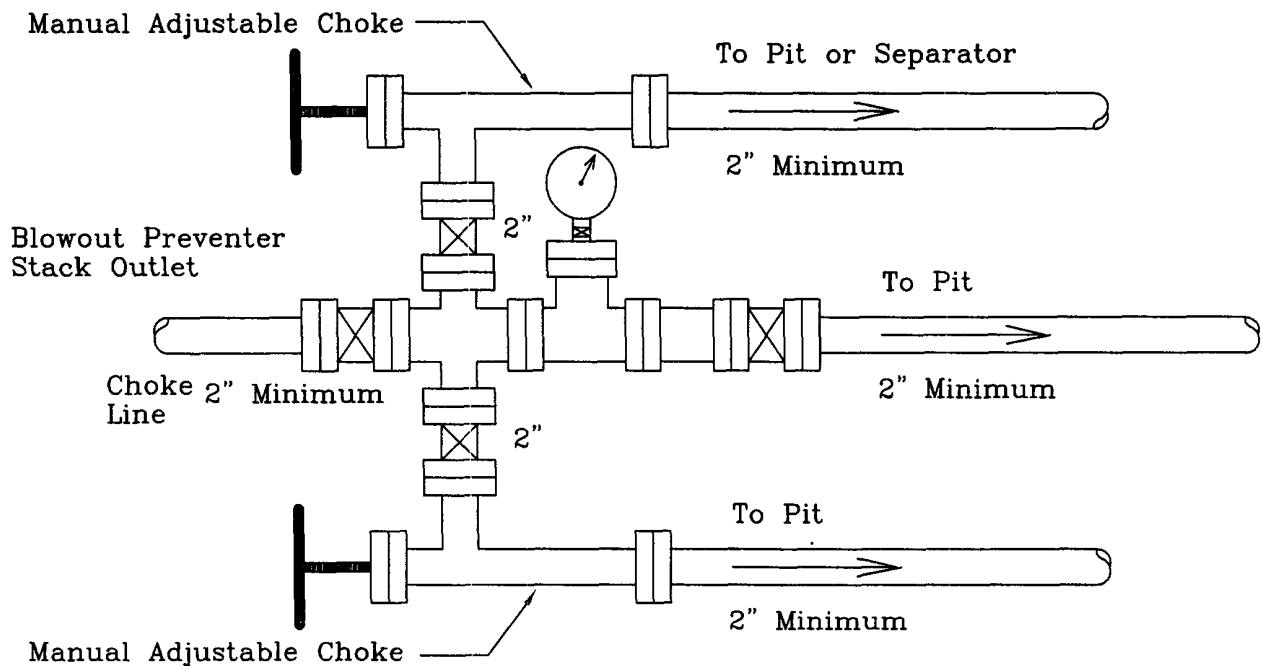 Manual Adjustable Choke
To Pit or Separator
2" Minimum
2"
Blowout Preventer
Stack Outlet
To Pit
Choke
Line
2" Minimum
2" Minimum
2"
To Pit
2" Minimum
Manual Adjustable Choke